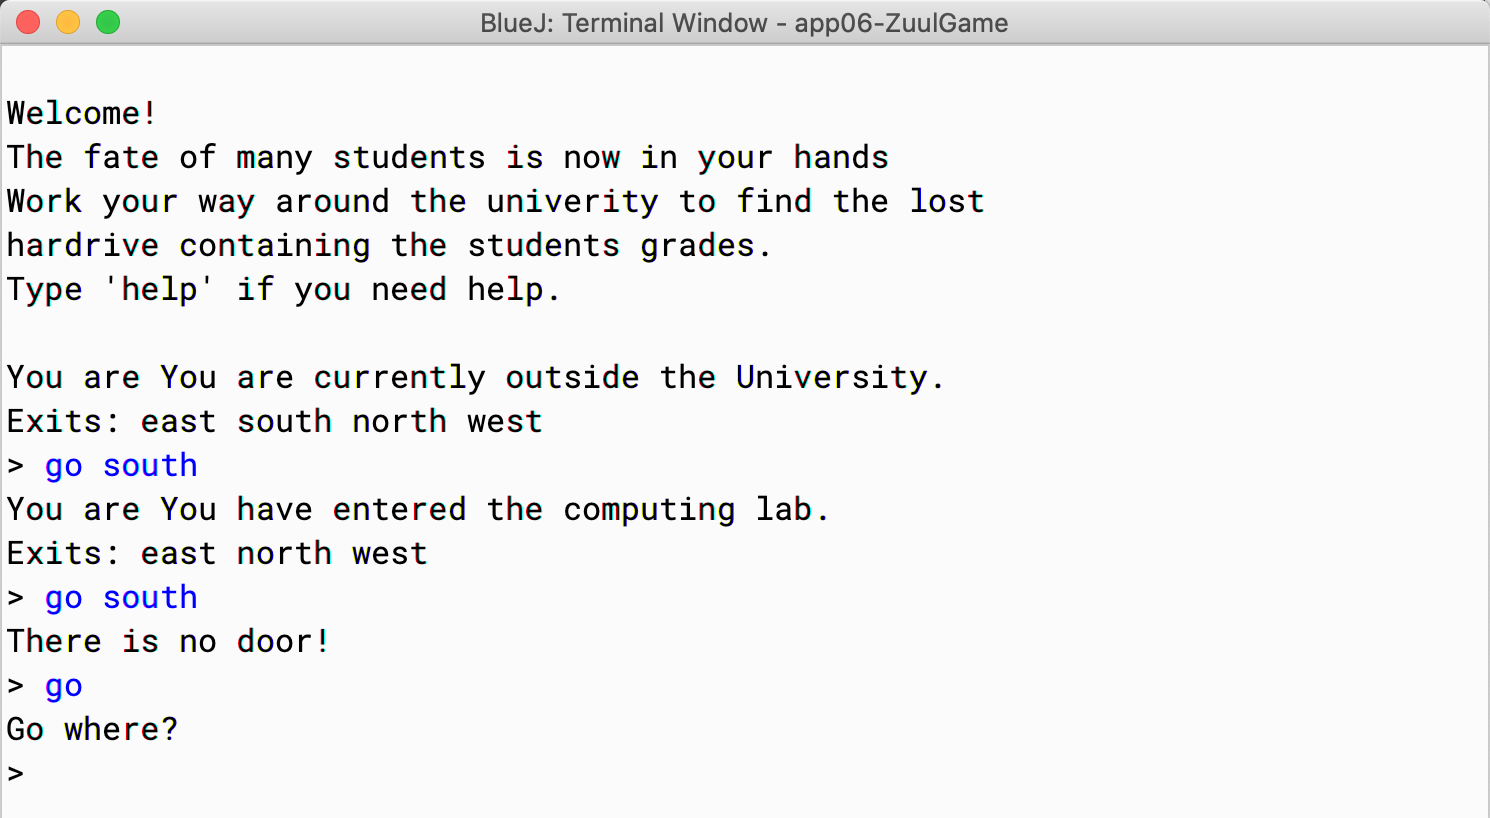 BlueJ: Terminal Window - app06-ZuulGame
Welcome!
The fate of many students is now in your hands
Work your way around the univerity to find the lost
hardrive containing the students grades.
Type 'help' if you need help.
You are You are currently outside the University.
Exits: east south north west
> go south
You are You have entered the computing lab.
Exits: east north west
> go south
There is no door!
> go
Go where?
>